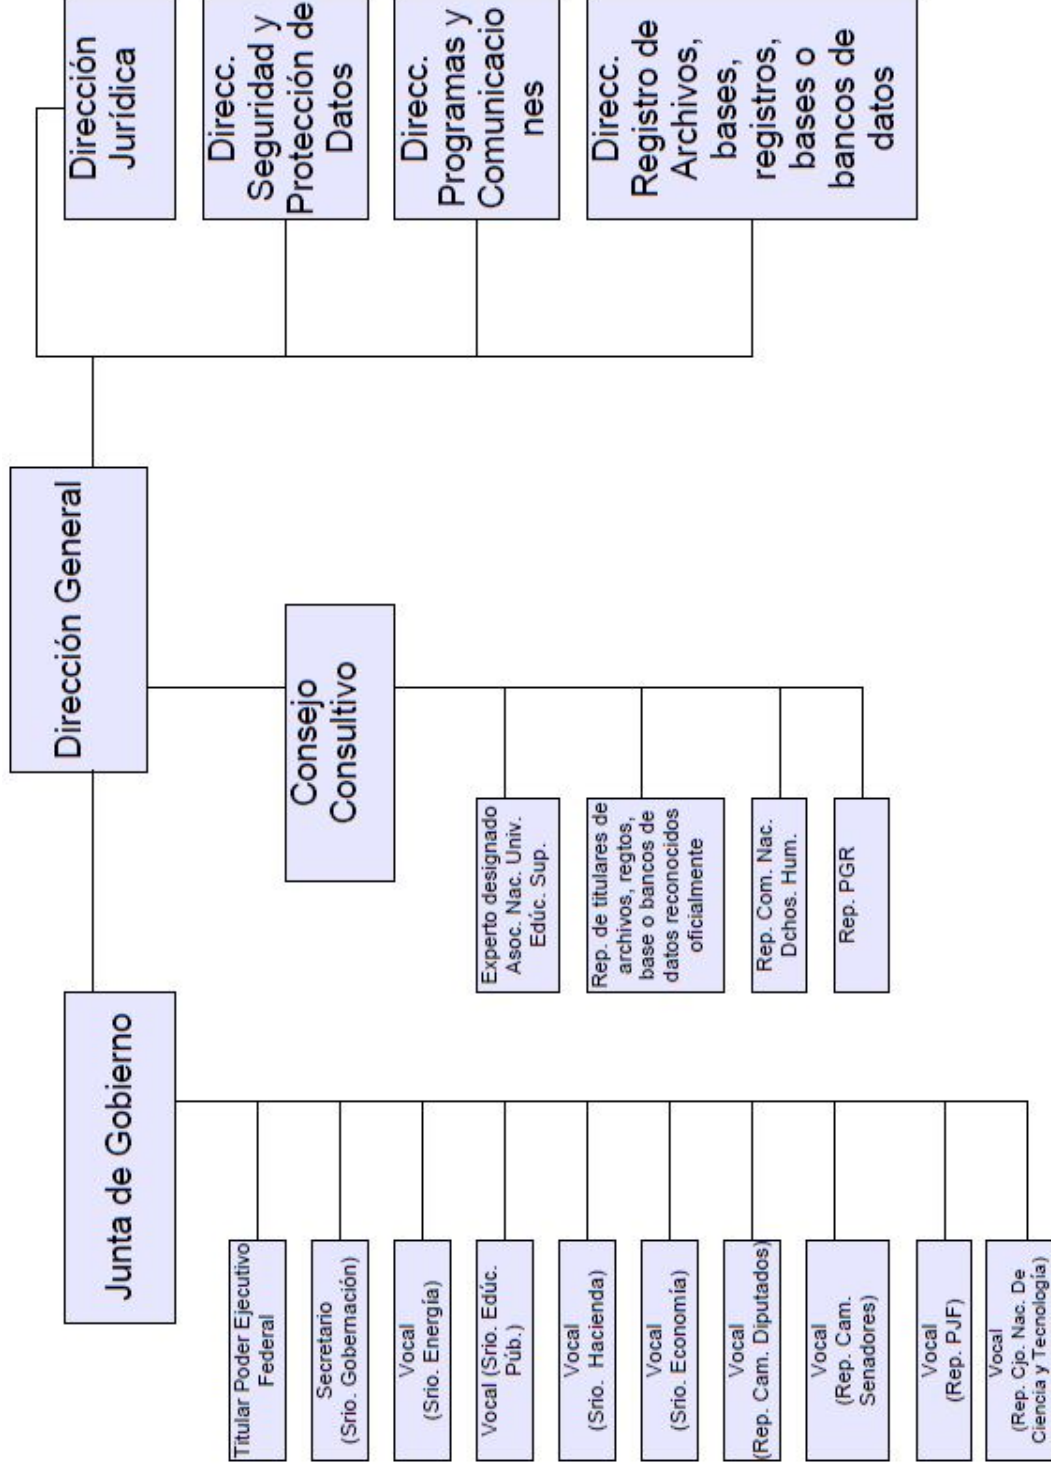 Junta de Gobierno
Titular Poder Ejecutivo
Federal
Secretario
(Srio. Gobernación)
Vocal
(Srio. Energía)
Vocal (Srio. Edúc.
Púb.)
Vocal
(Srio. Hacienda)
Vocal
(Srio. Economía)
Vocal
(Rep. Cam. Diputados)
Vocal
(Rep. Cam.
Senadores)
Vocal
(Rep. PJF)
Vocal
(Rep. Cjo. Nac. De
Ciencia y Tecnología)
Dirección General
Consejo
Consultivo
Experto designado
Asoc. Nac. Univ.
Edúc. Sup.
Rep. de titulares de
archivos, regtos,
base o bancos de
datos reconocidos
oficialmente
Rep. Com. Nac.
Dchos. Hum.
Rep. PGR
Dirección
Jurídica
Direcc.
Seguridad y
Protección de
Datos
Direcc.
Programas y
Comunicacio
nes
Direcc.
Registro de
Archivos,
bases,
registros,
bases o
bancos de
datos